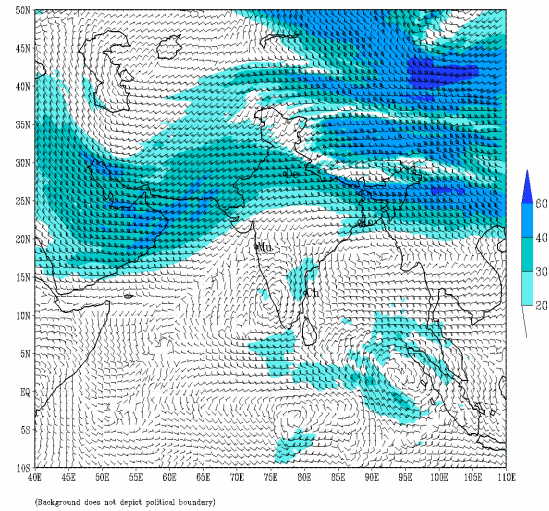 50N
45N
40N
35N
30N
25N
20N
15N
10N
5N
EQ
5S
10S
De
Mu
Ch
60
40
30
20
40E 45E 50E 55E 60E 65E 70E 75E 80E 85E 90E 95E 100E 105E 110E
(Background does not depict political boundary)